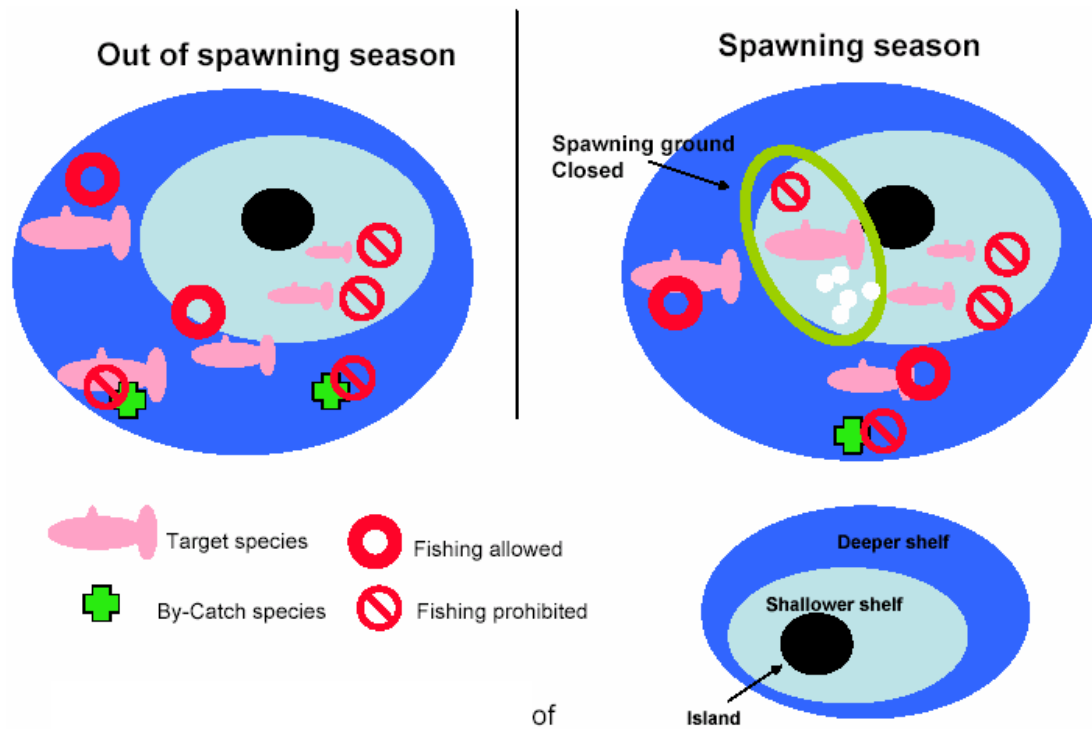 Out of spawning season
Spawning season
Spawning ground
Closed
Target species
Fishing allowed
By-Catch species
Fishing prohibited
Deeper shelf
Shallower shelf
Island
of